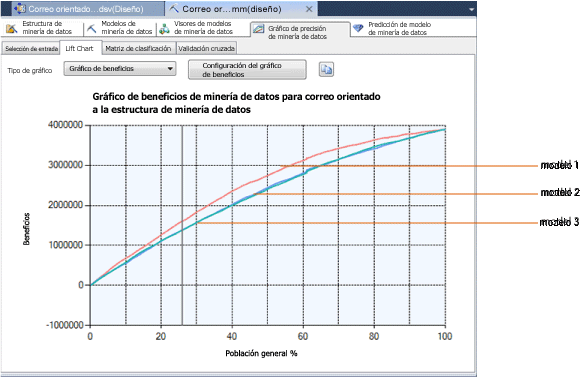 Correo orientado...dsv(Diseño)
Correo or...mm(diseño)
Estructura de
minería de datos
Modelos de
minería de datos
Visores de modelos
de minería de datos
Gráfico de precisión
de minería de datos
Predicción de modelo
de minería de datos
Selección de entrada
Lift Chart
Matriz de clasificación
Validación cruzada
Tipo de gráfico
Gráfico de beneficios
Configuración del gráfico
de beneficios
Gráfico de beneficios de minería de datos para correo orientado
a la estructura de minería de datos
4000000
3000000
2000000
1000000
0
-1000000
Beneficios
0
20
40
60
80
100
Población general %
modelo 1
modelo 2
modelo 3